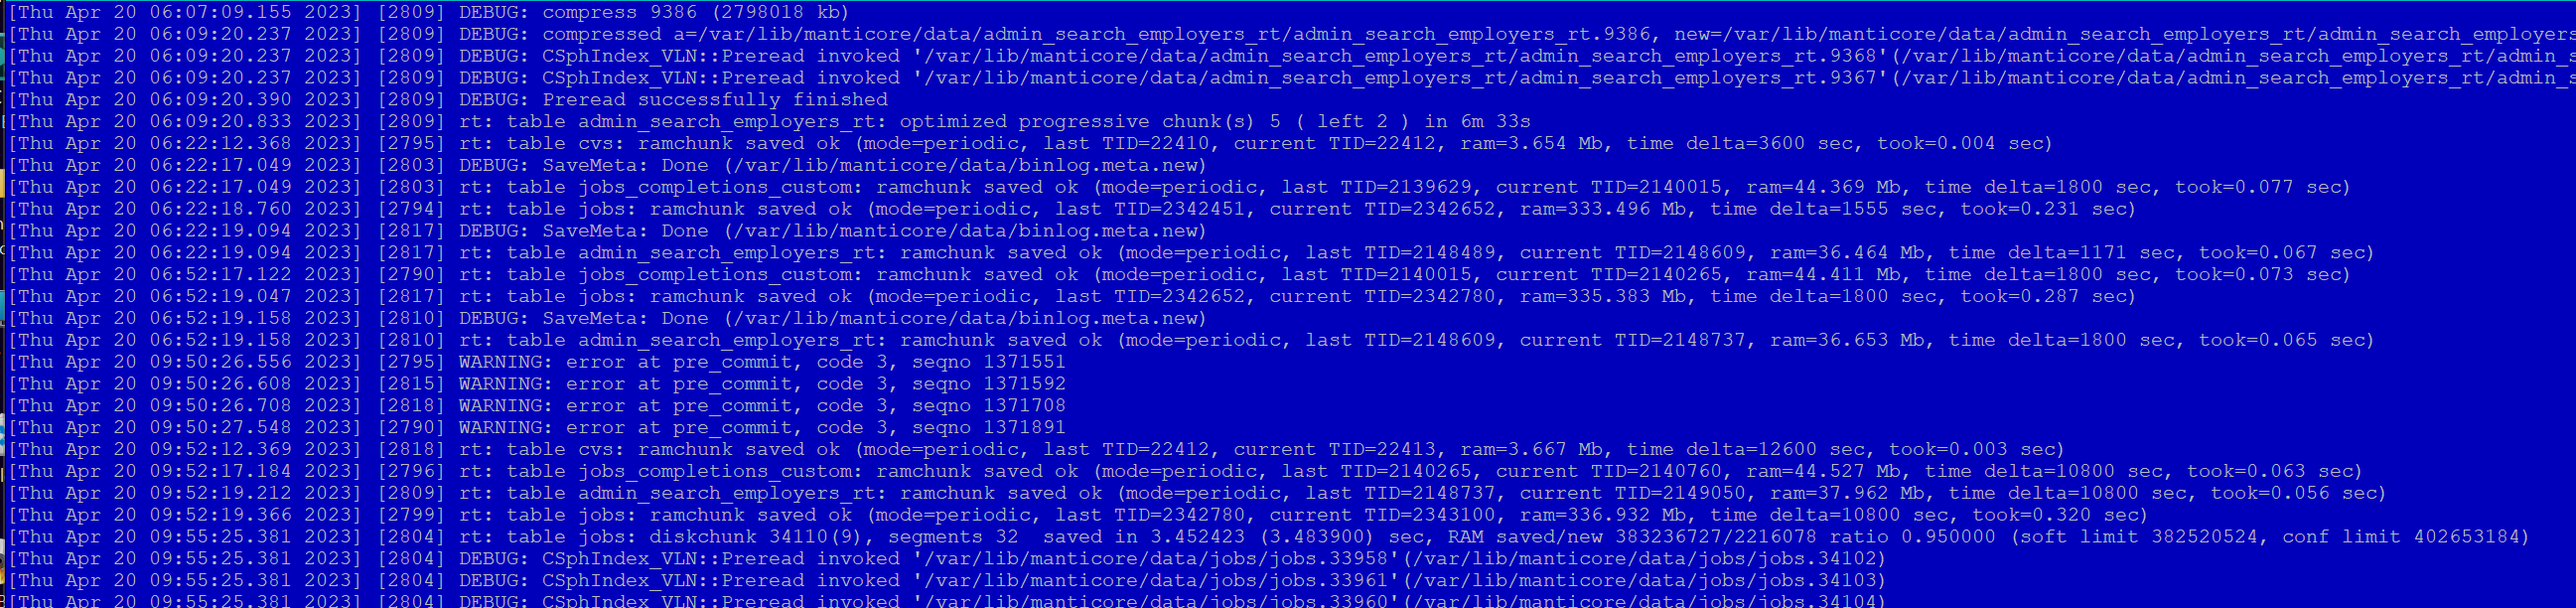 [Thu Apr 20 06:07:09.155 2023] [2809] DEBUG: compress 9386 (2798018 kb)
[Thu Apr 20 06:09:20.237 2023] [2809] DEBUG: compressed a=/var/lib/manticore/data/admin_search_employers_rt/admin_search_employers_rt.9386, new=/var/lib/manticore/data/admin_search_employers_rt/admin_search_employers
[Thu Apr 20 06:09:20.237 2023] [2809] DEBUG: CSphIndex_VLN::Preread invoked '/var/lib/manticore/data/admin_search_employers_rt/admin_search_employers_rt.9368'(/var/lib/manticore/data/admin_search_employers_rt/admin_s
[Thu Apr 20 06:09:20.237 2023] [2809] DEBUG: CSphIndex_VLN::Preread invoked '/var/lib/manticore/data/admin_search_employers_rt/admin_search_employers_rt.9367'(/var/lib/manticore/data/admin_search_employers_rt/admin_s
[Thu Apr 20 06:09:20.390 2023] [2809] DEBUG: Preread successfully finished
[Thu Apr 20 06:09:20.833 2023] [2809] rt: table admin_search_employers_rt: optimized progressive chunk(s) 5 ( left 2 ) in 6m 33s
[Thu Apr 20 06:22:12.368 2023] [2795] rt: table cvs: ramchunk saved ok (mode=periodic, last TID=22410, current TID=22412, ram=3.654 Mb, time delta=3600 sec, took=0.004 sec)
[Thu Apr 20 06:22:17.049 2023] [2803] DEBUG: SaveMeta: Done (/var/lib/manticore/data/binlog.meta.new)
[Thu Apr 20 06:22:17.049 2023] [2803] rt: table jobs_completions_custom: ramchunk saved ok (mode=periodic, last TID=2139629, current TID=2140015, ram=44.369 Mb, time delta=1800 sec, took=0.077 sec)
[Thu Apr 20 06:22:18.760 2023] [2794] rt: table jobs: ramchunk saved ok (mode=periodic, last TID=2342451, current TID=2342652, ram=333.496 Mb, time delta=1555 sec, took=0.231 sec)
[Thu Apr 20 06:22:19.094 2023] [2817] DEBUG: SaveMeta: Done (/var/lib/manticore/data/binlog.meta.new)
[Thu Apr 20 06:22:19.094 2023] [2817] rt: table admin_search_employers_rt: ramchunk saved ok (mode=periodic, last TID=2148489, current TID=2148609, ram=36.464 Mb, time delta=1171 sec, took=0.067 sec)
[Thu Apr 20 06:52:17.122 2023] [2790] rt: table jobs_completions_custom: ramchunk saved ok (mode=periodic, last TID=2140015, current TID=2140265, ram=44.411 Mb, time delta=1800 sec, took=0.073 sec)
[Thu Apr 20 06:52:19.047 2023] [2817] rt: table jobs: ramchunk saved ok (mode=periodic, last TID=2342652, current TID=2342780, ram=335.383 Mb, time delta=1800 sec, took=0.287 sec)
[Thu Apr 20 06:52:19.158 2023] [2810] DEBUG: SaveMeta: Done (/var/lib/manticore/data/binlog.meta.new)
[Thu Apr 20 06:52:19.158 2023] [2810] rt: table admin_search_employers_rt: ramchunk saved ok (mode=periodic, last TID=2148609, current TID=2148737, ram=36.653 Mb, time delta=1800 sec, took=0.065 sec)
[Thu Apr 20 09:50:26.556 2023] [2795] WARNING: error at pre_commit, code 3, seqno 1371551
[Thu Apr 20 09:50:26.608 2023] [2815] WARNING: error at pre_commit, code 3, seqno 1371592
[Thu Apr 20 09:50:26.708 2023] [2818] WARNING: error at pre_commit, code 3, seqno 1371708
[Thu Apr 20 09:50:27.548 2023] [2790] WARNING: error at pre_commit, code 3, seqno 1371891
[Thu Apr 20 09:52:12.369 2023] [2818] rt: table cvs: ramchunk saved ok (mode=periodic, last TID=22412, current TID=22413, ram=3.667 Mb, time delta=12600 sec, took=0.003 sec)
[Thu Apr 20 09:52:17.184 2023] [2796] rt: table jobs_completions_custom: ramchunk saved ok (mode=periodic, last TID=2140265, current TID=2140760, ram=44.527 Mb, time delta=10800 sec, took=0.063 sec)
[Thu Apr 20 09:52:19.212 2023] [2809] rt: table admin_search_employers_rt: ramchunk saved ok (mode=periodic, last TID=2148737, current TID=2149050, ram=37.962 Mb, time delta=10800 sec, took=0.056 sec)
[Thu Apr 20 09:52:19.366 2023] [2799] rt: table jobs: ramchunk saved ok (mode=periodic, last TID=2342780, current TID=2343100, ram=336.932 Mb, time delta=10800 sec, took=0.320 sec)
[Thu Apr 20 09:55:25.381 2023] [2804] rt: table jobs: diskchunk 34110(9), segments 32  saved in 3.452423 (3.483900) sec, RAM saved/new 383236727/2216078 ratio 0.950000 (soft limit 382520524, conf limit 402653184)
[Thu Apr 20 09:55:25.381 2023] [2804] DEBUG: CSphIndex_VLN::Preread invoked '/var/lib/manticore/data/jobs/jobs.33958'(/var/lib/manticore/data/jobs/jobs.34102)
[Thu Apr 20 09:55:25.381 2023] [2804] DEBUG: CSphIndex_VLN::Preread invoked '/var/lib/manticore/data/jobs/jobs.33961'(/var/lib/manticore/data/jobs/jobs.34103)
[Thu Apr 20 09:55:25.381 2023] [2804] DEBUG: CSphIndex_VLN::Preread invoked '/var/lib/manticore/data/jobs/jobs.33960'(/var/lib/manticore/data/jobs/jobs.34104)